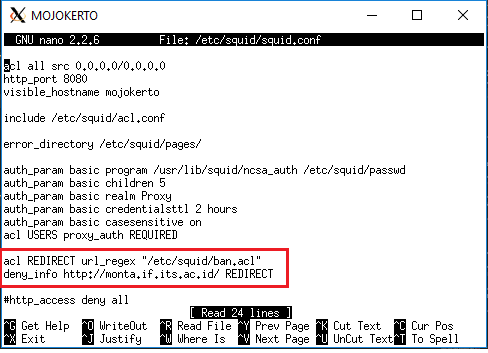 MOJOKERTO
GNU nano 2.2.6 File: /etc/squid/squid.conf
acl all src 0.0.0.0/0.0.0.0
http_port 8080
visible_hostname mojokerto
include /etc/squid/acl.conf
error_directory /etc/squid/pages/
auth_param basic program /usr/lib/squid/ncsa_auth /etc/squid/passwd
auth_param basic children 5
auth_param basic realm Proxy
auth_param basic credentialsttl 2 hours
auth_param basic casesensitive on
acl USERS proxy_auth REQUIRED
acl REDIRECT url_regex "/etc/squid/ban.acl"
deny_info http://monta.if.its.ac.id/ REDIRECT
#http_access deny all
[ Read 24 lines ]
^G Get Help ^O WriteOut ^R Read File ^Y Prev Page ^K Cut Text ^C Cur Pos
^X Exit ^J Justify ^W Where Is ^V Next Page ^U UnCut Text ^T To Spell